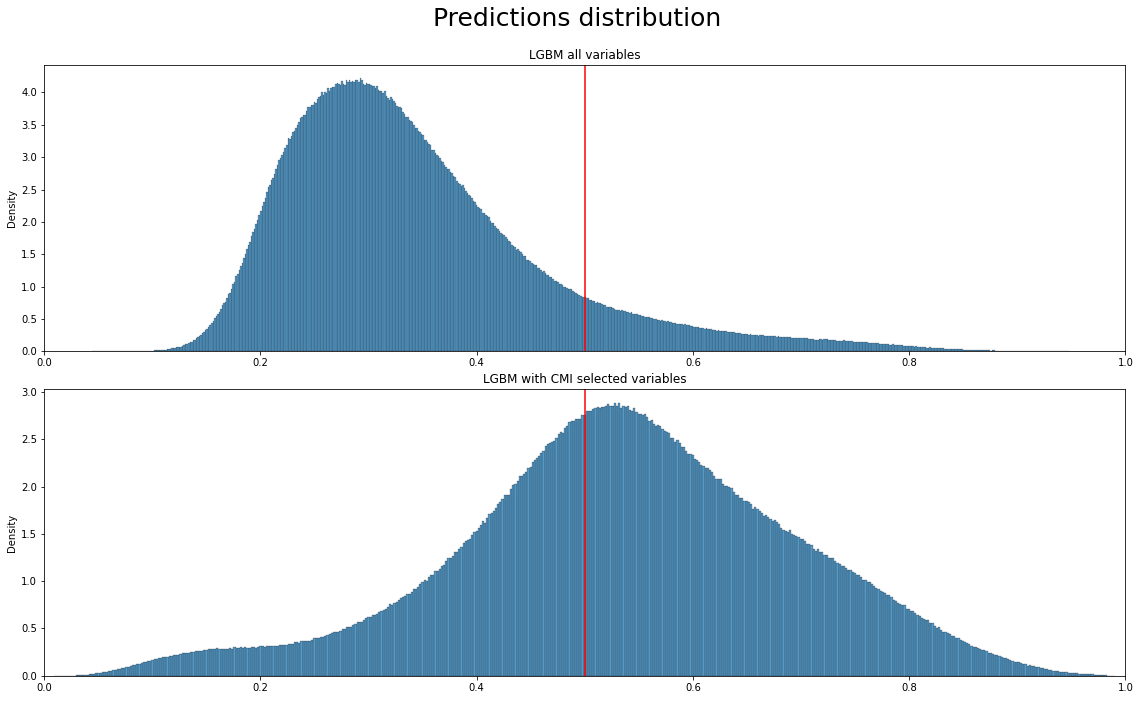 Predictions distribution
LGBM all variables
4.0
3.5
3.0
2.5
2.0
1.5
1.0
0.5
0.0
Density
0.0 0.2 0.4 0.6 0.8 1.0
LGBM with CMI selected variables
3.0
2.5
2.0
1.5
1.0
0.5
0.0
Density
0.0 0.2 0.4 0.6 0.8 1.0